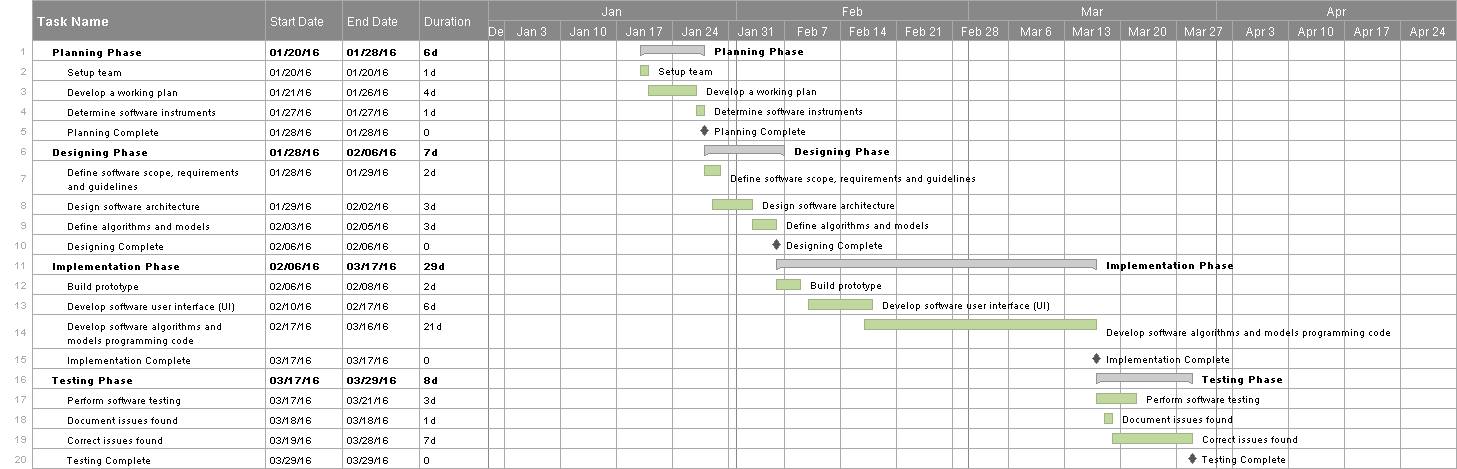 Task Name Start Date End Date Duration Jan Feb Mar Apr
De Jan 3 Jan 10 Jan 17 Jan 24 Jan 31 Feb 7 Feb 14 Feb 21 Feb 28 Mar 6 Mar 13 Mar 20 Mar 27 Apr 3 Apr 10 Apr 17 Apr 24
1 Planning Phase 01/20/16 01/28/16 6d Planning Phase
2 Setup team 01/20/16 01/20/16 1d Setup team
3 Develop a working plan 01/21/16 01/26/16 4d Develop a working plan
4 Determine software instruments 01/27/16 01/27/16 1d Determine software instruments
5 Planning Complete 01/28/16 01/28/16 0 Planning Complete
6 Designing Phase 01/28/16 02/06/16 7d Designing Phase
7 Define software scope, requirements 01/28/16 01/29/16 2d Define software scope, requirements and guidelines
and guidelines
8 Design software architecture 01/29/16 02/02/16 3d Design software architecture
9 Define algorithms and models 02/03/16 02/05/16 3d Define algorithms and models
10 Designing Complete 02/06/16 02/06/16 0 Designing Complete
11 Implementation Phase 02/06/16 03/17/16 29d Implementation Phase
12 Build prototype 02/06/16 02/08/16 2d Build prototype
13 Develop software user interface (UI) 02/10/16 02/17/16 6d Develop software user interface (UI)
14 Develop software algorithms and 02/17/16 03/16/16 21d Develop software algorithms and models programming code
models programming code
15 Implementation Complete 03/17/16 03/17/16 0 Implementation Complete
16 Testing Phase 03/17/16 03/29/16 8d Testing Phase
17 Perform software testing 03/17/16 03/21/16 3d Perform software testing
18 Document issues found 03/18/16 03/18/16 1d Document issues found
19 Correct issues found 03/19/16 03/28/16 7d Correct issues found
20 Testing Complete 03/29/16 03/29/16 0 Testing Complete